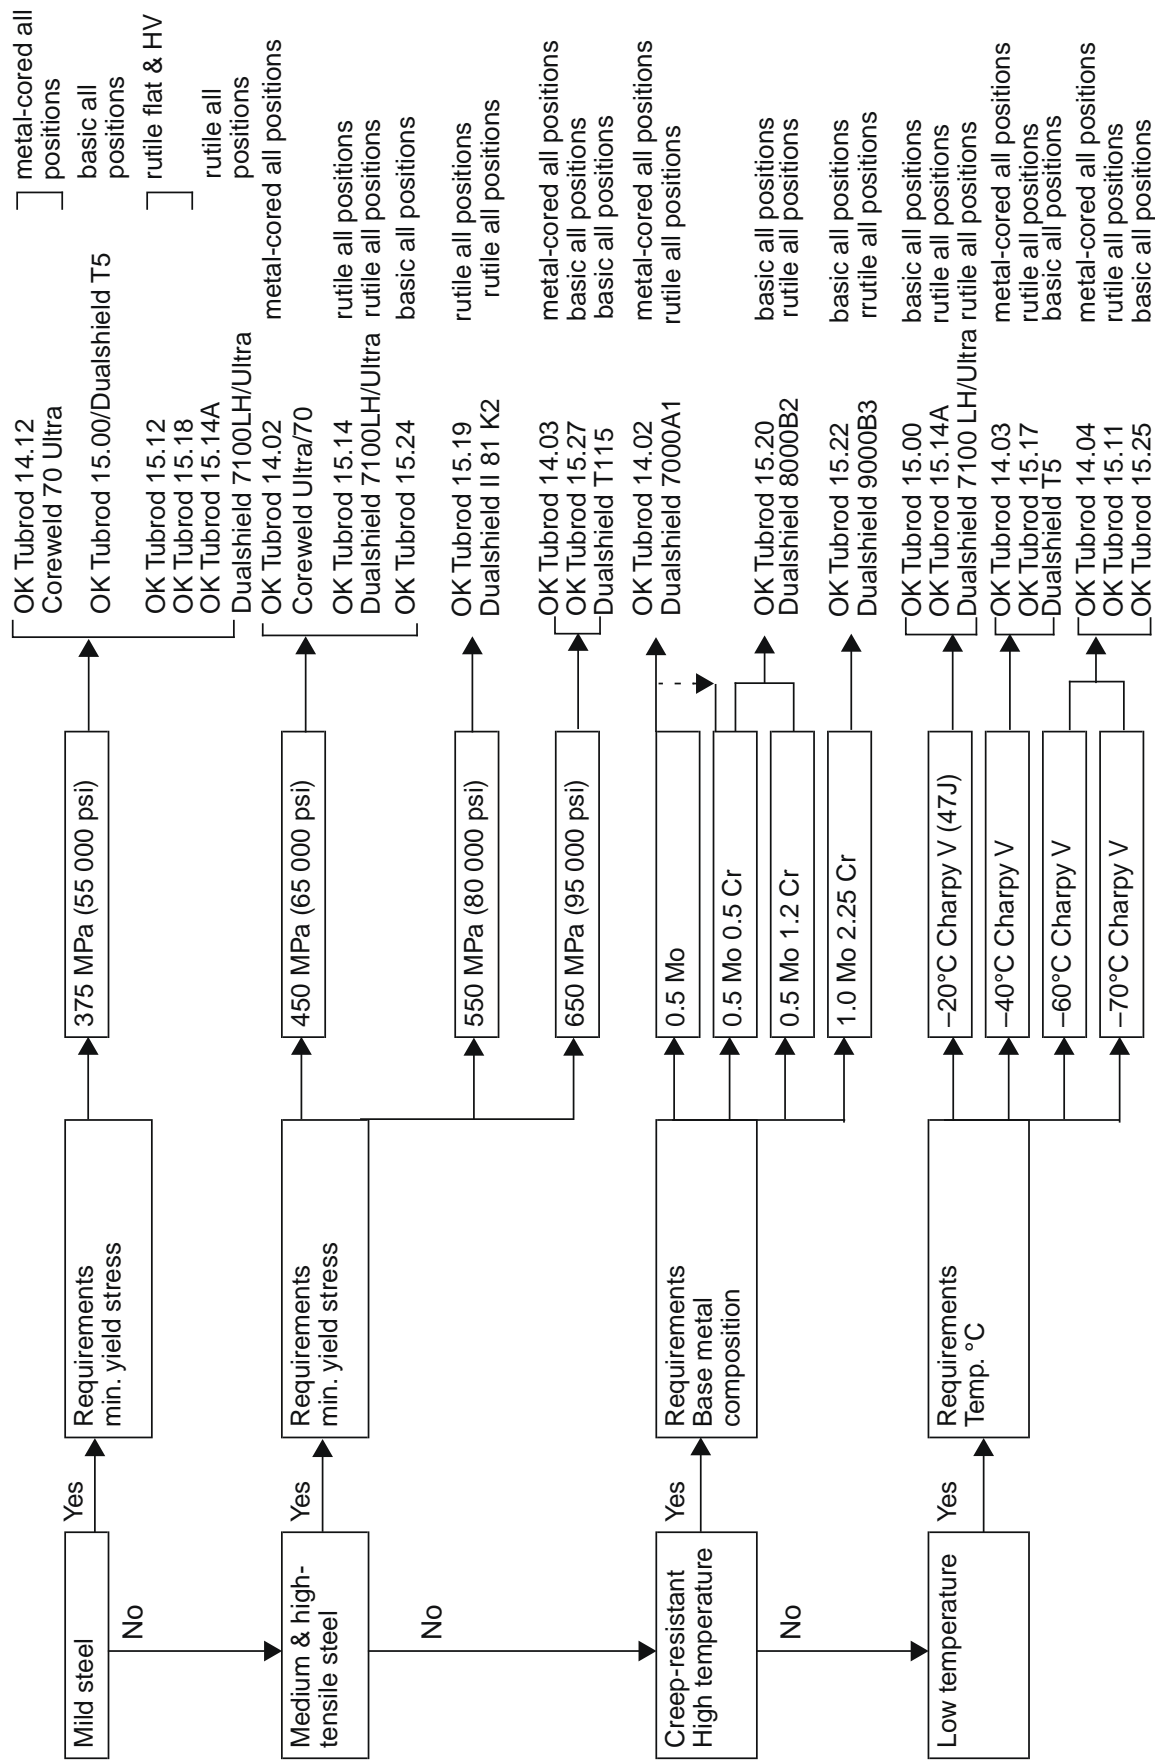 Mild steel
Yes
No
Requirements
min. yield stress
375 MPa (55 000 psi)
OK Tubrod 14.12
Coreweld 70 Ultra
metal-cored all
positions
OK Tubrod 15.00/Dualshield T5
basic all
positions
OK Tubrod 15.12
OK Tubrod 15.18
rutile flat & HV
OK Tubrod 15.14A
Dualshield 7100LH/Ultra
rutile all
positions
Medium & high-
tensile steel
Yes
No
Requirements
min. yield stress
450 MPa (65 000 psi)
OK Tubrod 14.02 metal-cored all positions
Coreweld Ultra/70
OK Tubrod 15.14 rutile all positions
Dualshield 7100LH/Ultra rutile all positions
OK Tubrod 15.24 basic all positions
550 MPa (80 000 psi)
OK Tubrod 15.19 rutile all positions
Dualshield II 81 K2 rutile all positions
650 MPa (95 000 psi)
OK Tubrod 14.03 metal-cored all positions
OK Tubrod 15.27 basic all positions
Dualshield T115 basic all positions
Creep-resistant
High temperature
Yes
No
Requirements
Base metal
composition
0.5 Mo
OK Tubrod 14.02 metal-cored all positions
Dualshield 7000A1 rutile all positions
0.5 Mo 0.5 Cr
0.5 Mo 1.2 Cr
OK Tubrod 15.20 basic all positions
Dualshield 8000B2 rutile all positions
1.0 Mo 2.25 Cr
OK Tubrod 15.22 basic all positions
Dualshield 9000B3 rrutile all positions
Low temperature
Yes
Requirements
Temp. °C
–20°C Charpy V (47J)
OK Tubrod 15.00 basic all positions
OK Tubrod 15.14A rutile all positions
Dualshield 7100 LH/Ultra rutile all positions
–40°C Charpy V
OK Tubrod 14.03 metal-cored all positions
OK Tubrod 15.17 rutile all positions
Dualshield T5 basic all positions
–60°C Charpy V
–70°C Charpy V
OK Tubrod 14.04 metal-cored all positions
OK Tubrod 15.11 rutile all positions
OK Tubrod 15.25 basic all positions